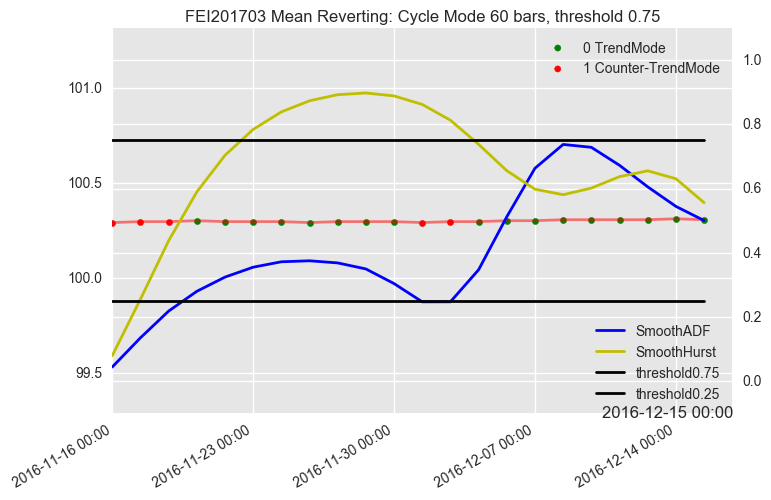 FEI201703 Mean Reverting: Cycle Mode 60 bars, threshold 0.75
0 TrendMode
1 Counter-TrendMode
101.0
100.5
100.0
99.5
1.0
0.8
0.6
0.4
0.2
0.0
SmoothADF
SmoothHurst
threshold0.75
threshold0.25
2016-12-15 00:00
2016-11-16 00:00
2016-11-23 00:00
2016-11-30 00:00
2016-12-07 00:00
2016-12-14 00:00